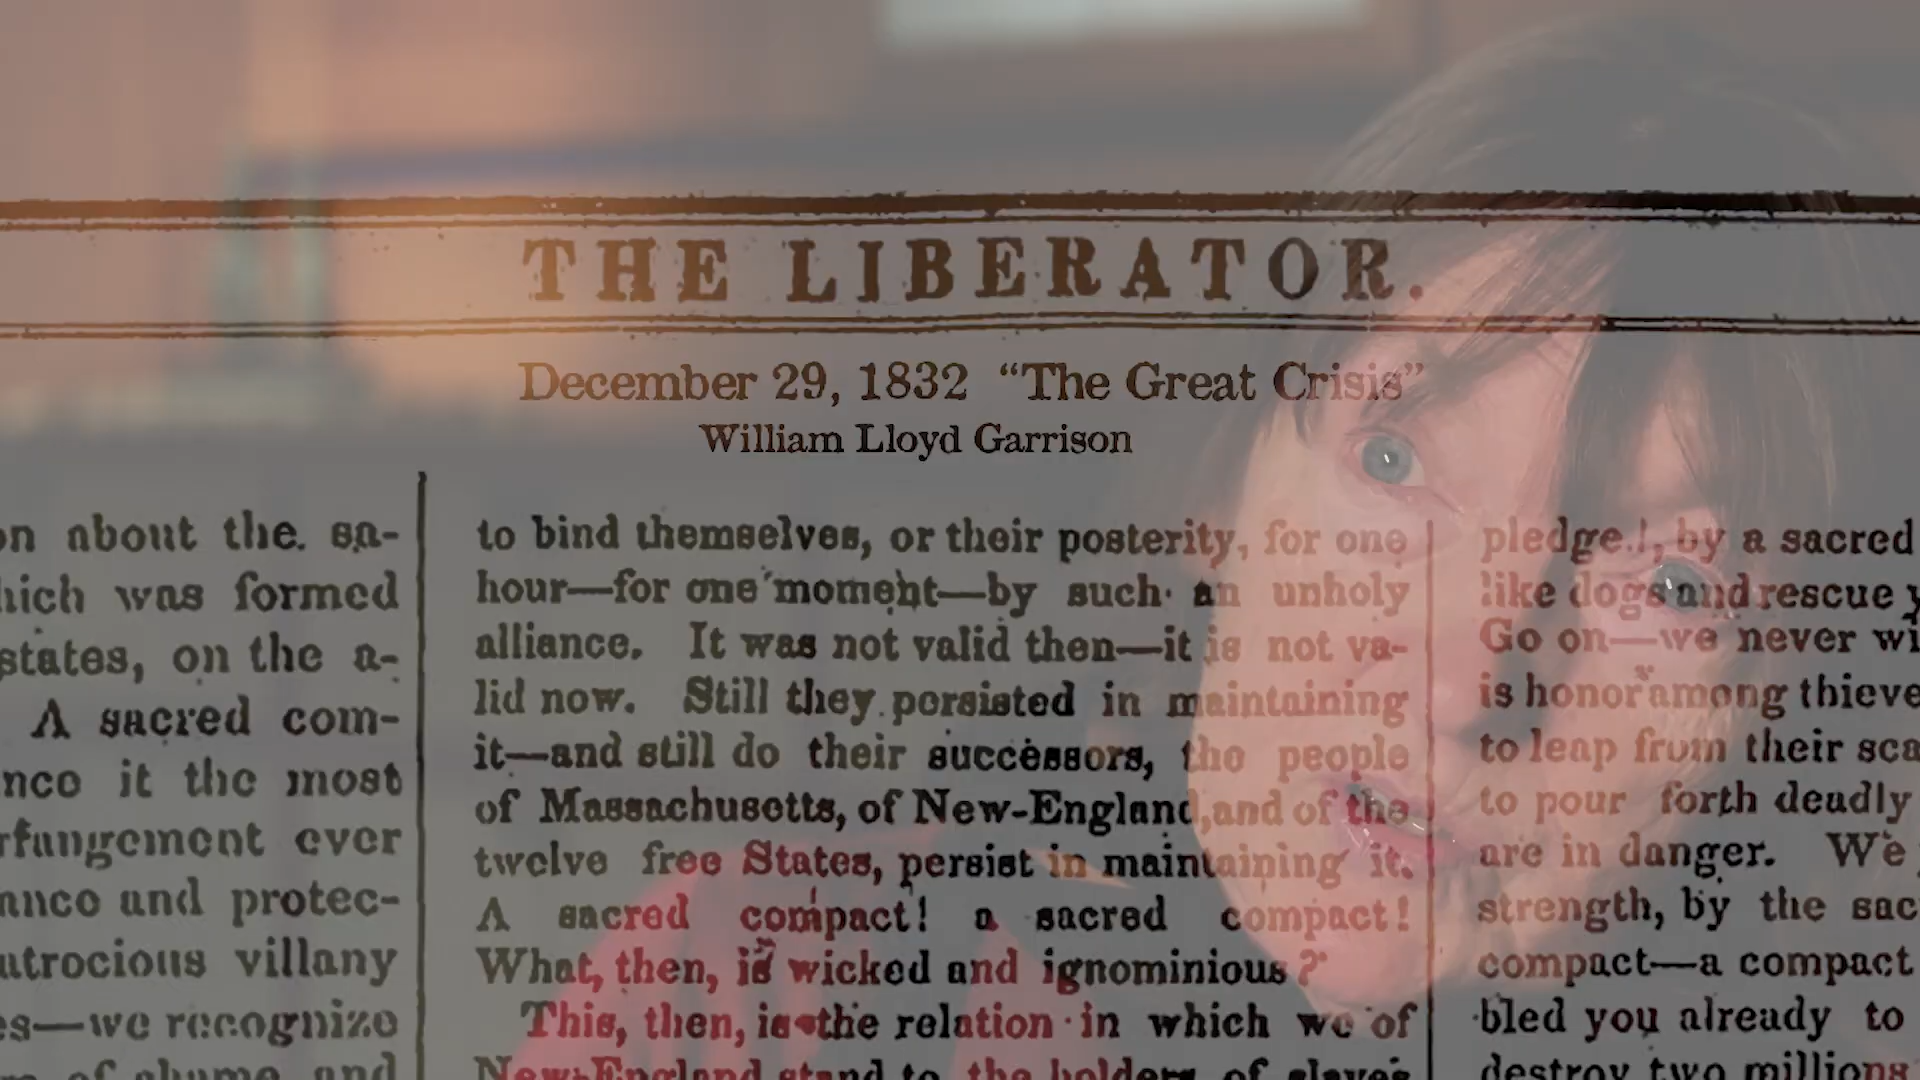 THE LIBERATOR.
December 29, 1832 “The Great Crisis”
William Lloyd Garrison
on about the sa-
hich was formed
states, on the a-
A sacred com-
nce it the most
rangement ever
ance and protec-
atrocious villany
es—we recognize
of shame and
to bind themselves, or their posterity, for one
hour—for one moment—by such an unholy
alliance. It was not valid then—it is not va-
lid now. Still they persisted in maintaining
it—and still do their successors, the people
of Massachusetts, of New-England, and of the
twelve free States, persist in maintaining it.
A sacred compact! a sacred compact!
What, then, is wicked and ignominious?
This, then, is the relation in which we of
New-England stand to the holders of slaves
pledge!, by a sacred
like dogs and rescue y
Go on—we never wi
is honor among thieve
to leap from their sca
to pour forth deadly
are in danger. We
strength, by the sac
compact—a compact
bled you already to
destroy two millions